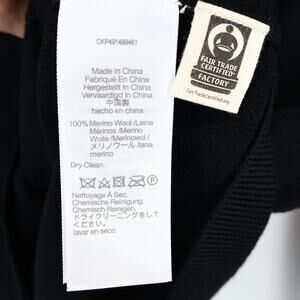 CKP491499461
Made in China
Fabriqué En Chine
Hergestellt In China
Vervaardigd In China
中国製
hecho en china
100% Merino Wool /Laine
Mérinos /Merino
Wolle /Merinowol /
メリノウール /lana
merino
Dry Clean.
Nettoyage À Sec.
Chemisch Reinigen.
Chemisch Reinigen.
ドライクリーニングをして
ください。
lavar en seco.
FAIR TRADE
CERTIFIED
FACTORY
FairTradeCertified.org